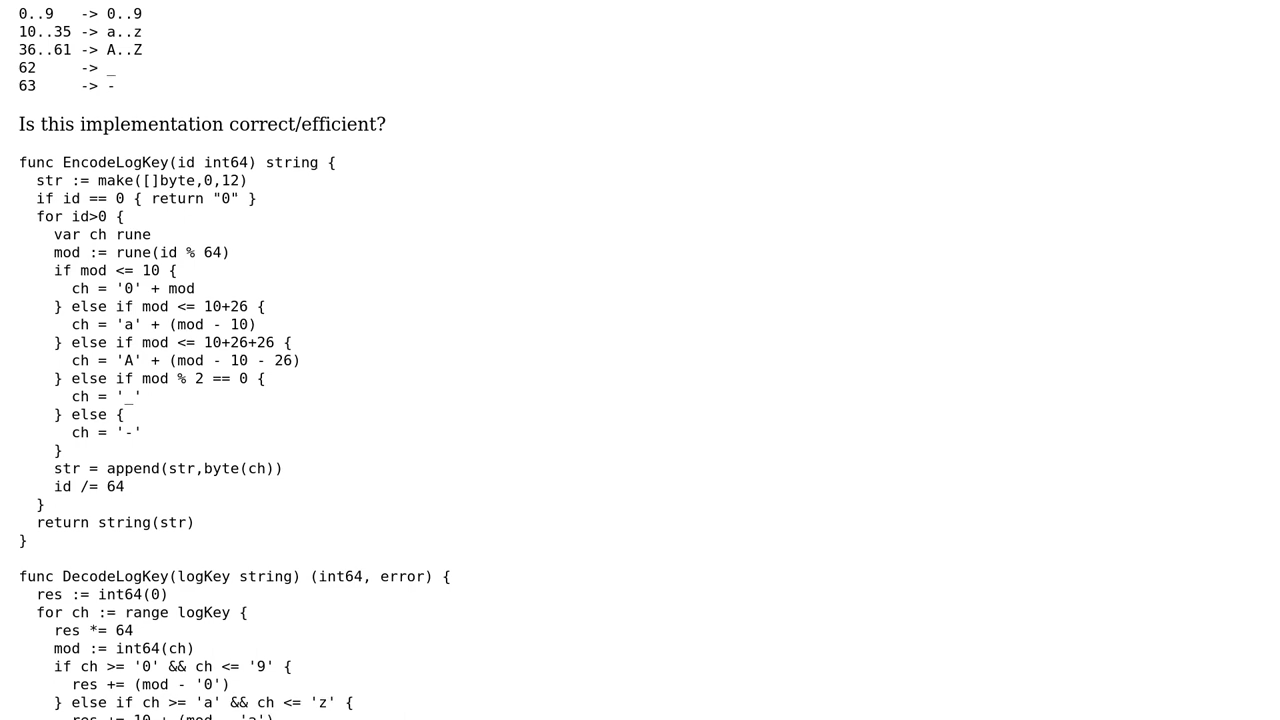 0..9   -> 0..9
10..35 -> a..z
36..61 -> A..Z
62     -> _
63     -> -
Is this implementation correct/efficient?
func EncodeLogKey(id int64) string {
  str := make([]byte,0,12)
  if id == 0 { return "0" }
  for id>0 {
    var ch rune
    mod := rune(id % 64)
    if mod <= 10 {
      ch = '0' + mod
    } else if mod <= 10+26 {
      ch = 'a' + (mod - 10)
    } else if mod <= 10+26+26 {
      ch = 'A' + (mod - 10 - 26)
    } else if mod % 2 == 0 {
      ch = '_'
    } else {
      ch = '-'
    }
    str = append(str,byte(ch))
    id /= 64
  }
  return string(str)
}
func DecodeLogKey(logKey string) (int64, error) {
  res := int64(0)
  for ch := range logKey {
    res *= 64
    mod := int64(ch)
    if ch >= '0' && ch <= '9' {
      res += (mod - '0')
    } else if ch >= 'a' && ch <= 'z' {
      res += 10 + (mod - 'a')